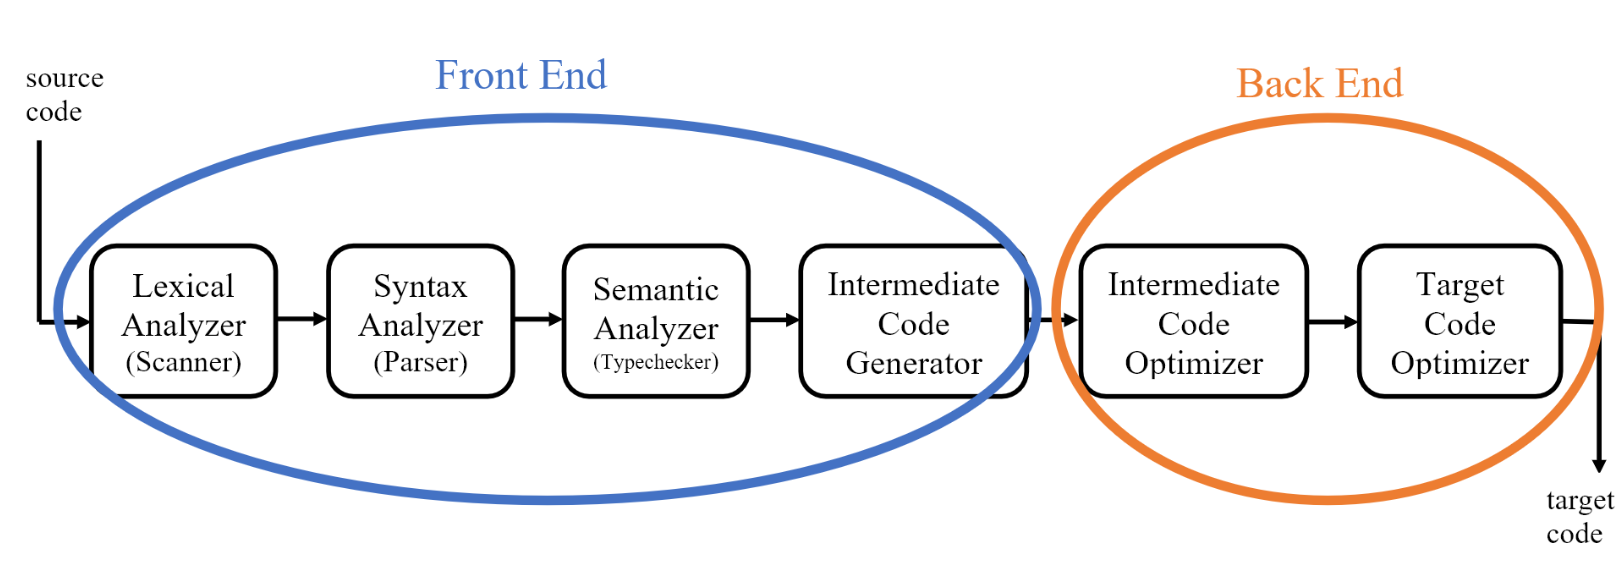 source
code
Front End
Back End
Lexical
Analyzer
(Scanner)
Syntax
Analyzer
(Parser)
Semantic
Analyzer
(Typechecker)
Intermediate
Code
Generator
Intermediate
Code
Optimizer
Target
Code
Optimizer
target
code